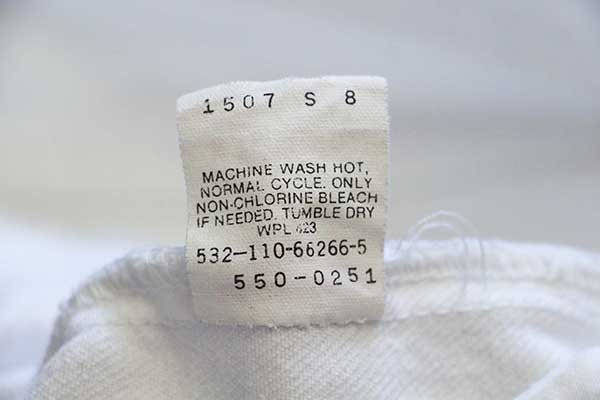 1507 S 8
MACHINE WASH HOT,
NORMAL CYCLE. ONLY
NON-CHLORINE BLEACH
IF NEEDED. TUMBLE DRY
WPL 423
532-110-66266-5
550-0251